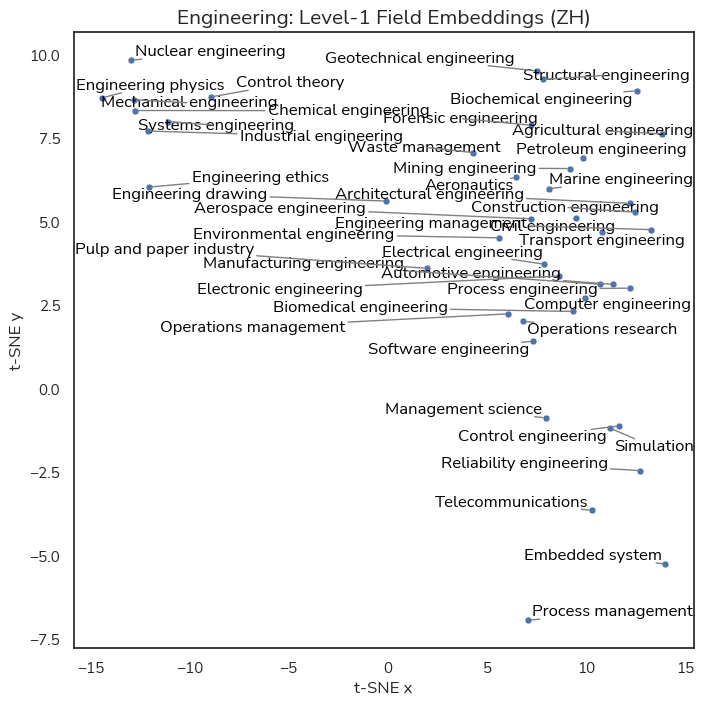 Engineering: Level-1 Field Embeddings (ZH)
10.0
7.5
5.0
2.5
0.0
−2.5
−5.0
−7.5
t-SNE y
Nuclear engineering
Geotechnical engineering
Structural engineering
Engineering physics
Control theory
Biochemical engineering
Mechanical engineering
Chemical engineering
Forensic engineering
Systems engineering
Industrial engineering
Agricultural engineering
Waste management
Petroleum engineering
Mining engineering
Engineering ethics
Aeronautics
Marine engineering
Engineering drawing
Architectural engineering
Aerospace engineering
Construction engineering
Engineering management
Civil engineering
Environmental engineering
Transport engineering
Pulp and paper industry
Electrical engineering
Manufacturing engineering
Automotive engineering
Electronic engineering
Process engineering
Biomedical engineering
Computer engineering
Operations management
Operations research
Software engineering
Management science
Control engineering
Simulation
Reliability engineering
Telecommunications
Embedded system
Process management
−15
−10
−5
0
5
10
15
t-SNE x